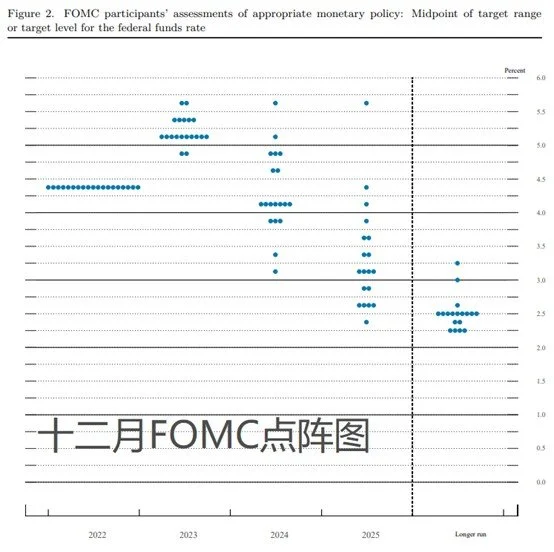 Figure 2. FOMC participants' assessments of appropriate monetary policy: Midpoint of target range
or target level for the federal funds rate
Percent
6.0
5.5
5.0
4.5
4.0
3.5
3.0
2.5
2.0
1.5
1.0
十二月FOMC点阵图
0.5
0.0
2022 2023 2024 2025 Longer run